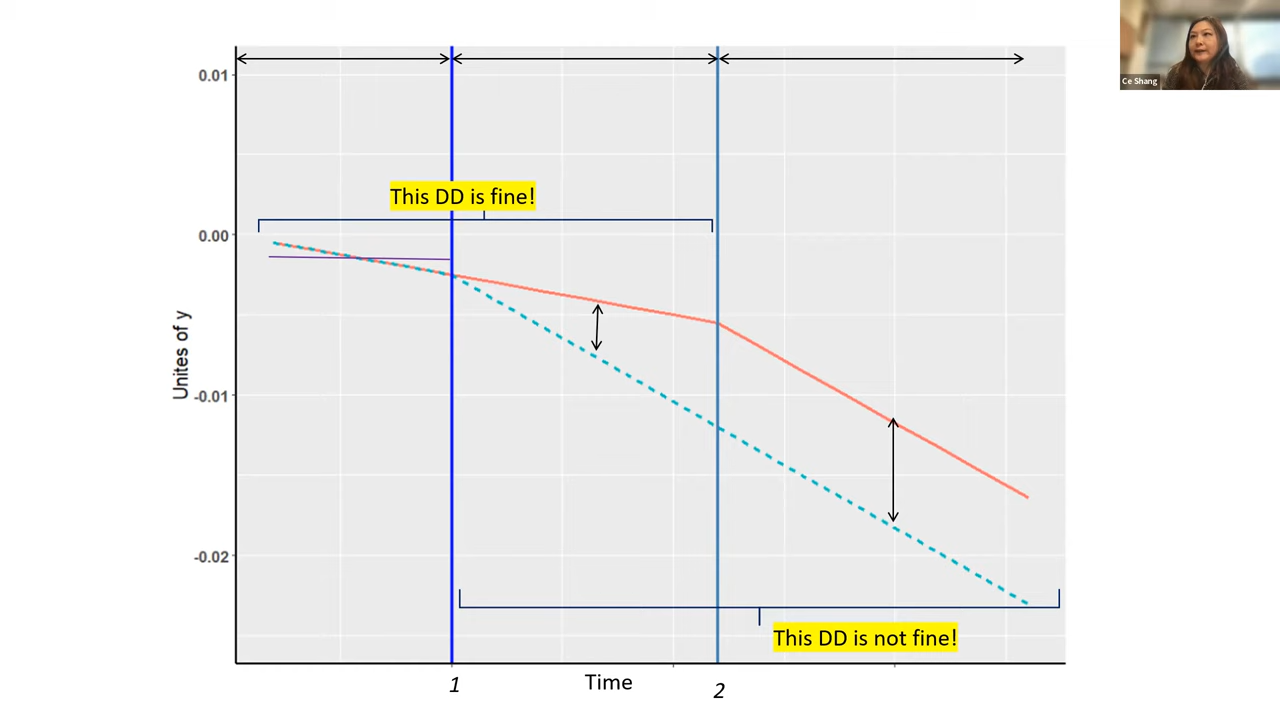 Ce Shang
0.01
This DD is fine!
0.00
Unites of y
-0.01
-0.02
This DD is not fine!
1
Time
2